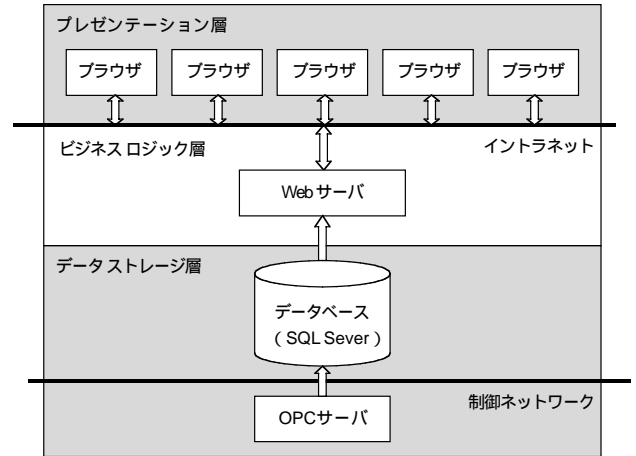 プレゼンテーション層
ブラウザ ブラウザ ブラウザ ブラウザ ブラウザ
ビジネス ロジック層
イントラネット
Web サーバ
データ ストレージ層
データベース
( SQL Sever )
制御ネットワーク
OPCサーバ